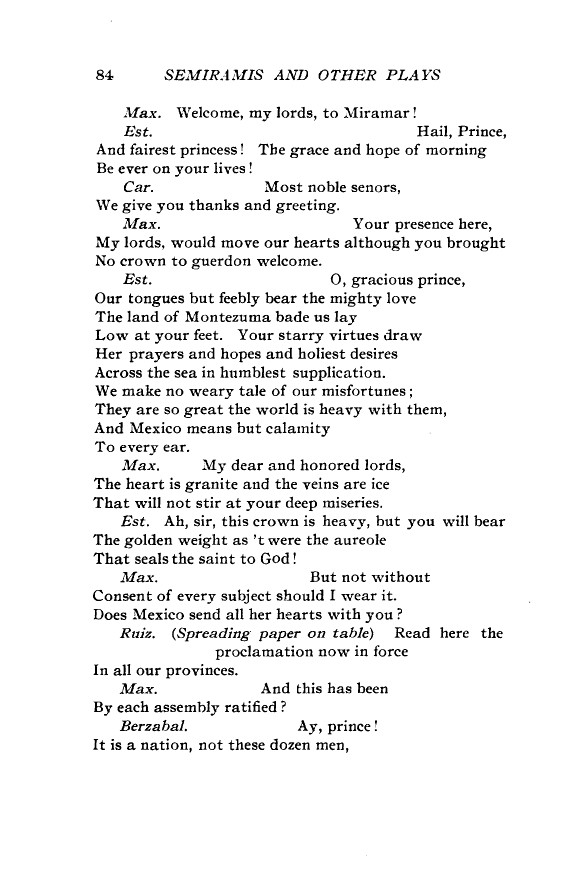 84 SEMIRAMIS AND OTHER PLAYS
Max. Welcome, my lords, to Miramar!
Est. Hail, Prince,
And fairest princess! The grace and hope of morning
Be ever on your lives!
Car. Most noble senors,
We give you thanks and greeting.
Max. Your presence here,
My lords, would move our hearts although you brought
No crown to guerdon welcome.
Est. O, gracious prince,
Our tongues but feebly bear the mighty love
The land of Montezuma bade us lay
Low at your feet. Your starry virtues draw
Her prayers and hopes and holiest desires
Across the sea in humblest supplication.
We make no weary tale of our misfortunes;
They are so great the world is heavy with them,
And Mexico means but calamity
To every ear.
Max. My dear and honored lords,
The heart is granite and the veins are ice
That will not stir at your deep miseries.
Est. Ah, sir, this crown is heavy, but you will bear
The golden weight as 't were the aureole
That seals the saint to God!
Max. But not without
Consent of every subject should I wear it.
Does Mexico send all her hearts with you?
Ruiz. (Spreading paper on table) Read here the
proclamation now in force
In all our provinces.
Max. And this has been
By each assembly ratified?
Berzabal. Ay, prince!
It is a nation, not these dozen men,